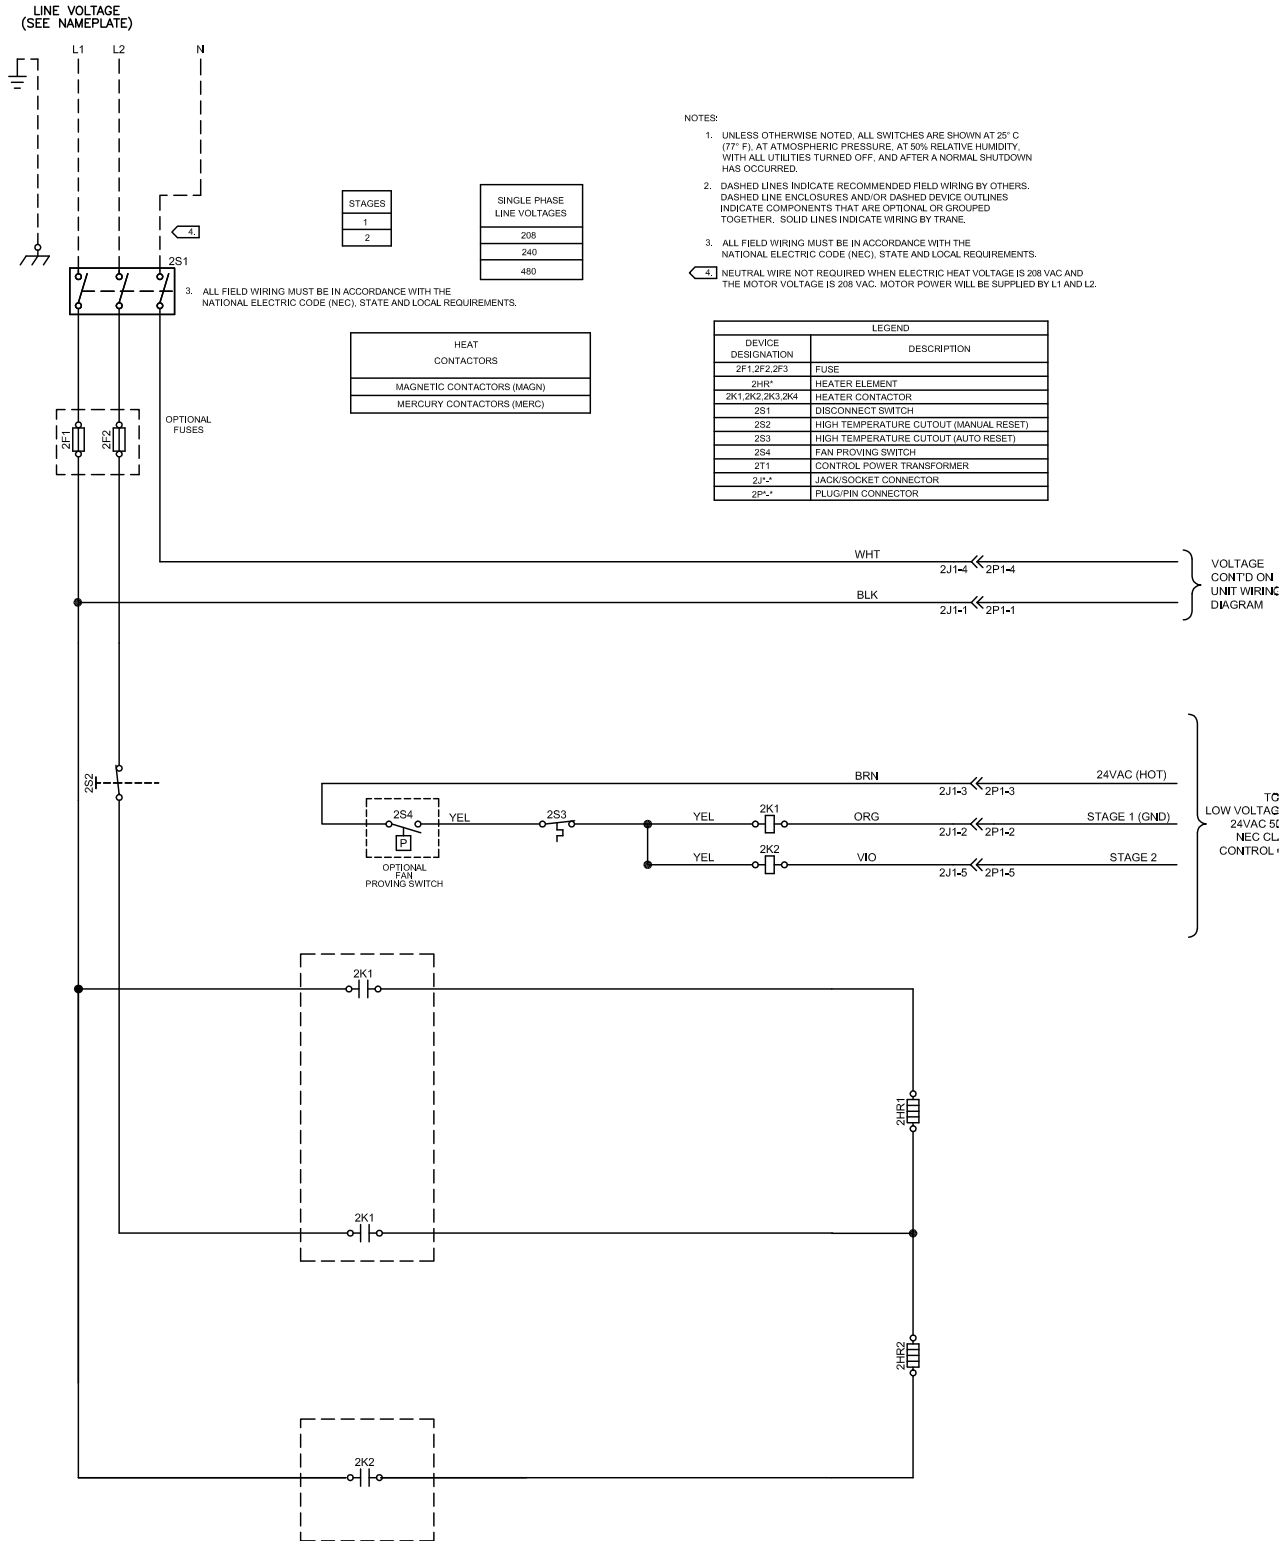 LINE VOLTAGE
(SEE NAMEPLATE)
L1
L2
N
4.
2S1
3. ALL FIELD WIRING MUST BE IN ACCORDANCE WITH THE
NATIONAL ELECTRIC CODE (NEC), STATE AND LOCAL REQUIREMENTS.
STAGES
1
2
SINGLE PHASE
LINE VOLTAGES
208
240
480
HEAT
CONTACTORS
MAGNETIC CONTACTORS (MAGN)
MERCURY CONTACTORS (MERC)
NOTES:
1. UNLESS OTHERWISE NOTED, ALL SWITCHES ARE SHOWN AT 25° C
(77° F), AT ATMOSPHERIC PRESSURE, AT 50% RELATIVE HUMIDITY,
WITH ALL UTILITIES TURNED OFF, AND AFTER A NORMAL SHUTDOWN
HAS OCCURRED.
2. DASHED LINES INDICATE RECOMMENDED FIELD WIRING BY OTHERS.
DASHED LINE ENCLOSURES AND/OR DASHED DEVICE OUTLINES
INDICATE COMPONENTS THAT ARE OPTIONAL OR GROUPED
TOGETHER. SOLID LINES INDICATE WIRING BY TRANE.
3. ALL FIELD WIRING MUST BE IN ACCORDANCE WITH THE
NATIONAL ELECTRIC CODE (NEC), STATE AND LOCAL REQUIREMENTS.
4. NEUTRAL WIRE NOT REQUIRED WHEN ELECTRIC HEAT VOLTAGE IS 208 VAC AND
THE MOTOR VOLTAGE IS 208 VAC. MOTOR POWER WILL BE SUPPLIED BY L1 AND L2.
LEGEND
DEVICE
DESIGNATION
DESCRIPTION
2F1,2F2,2F3 FUSE
2HR* HEATER ELEMENT
2K1,2K2,2K3,2K4 HEATER CONTACTOR
2S1 DISCONNECT SWITCH
2S2 HIGH TEMPERATURE CUTOUT (MANUAL RESET)
2S3 HIGH TEMPERATURE CUTOUT (AUTO RESET)
2S4 FAN PROVING SWITCH
2T1 CONTROL POWER TRANSFORMER
2J*-* JACK/SOCKET CONNECTOR
2P*-* PLUG/PIN CONNECTOR
2F1
2F2
OPTIONAL
FUSES
WHT
2J1-4 2P1-4
BLK
2J1-1 2P1-1
VOLTAGE
CONT'D ON
UNIT WIRING
DIAGRAM
2S2
BRN
2J1-3 2P1-3
24VAC (HOT)
2S4
P
OPTIONAL
FAN
PROVING SWITCH
YEL
2S3
YEL
2K1
ORG
2J1-2 2P1-2
STAGE 1 (GND)
YEL
2K2
VIO
2J1-5 2P1-5
STAGE 2
TO
LOW VOLTAG
24VAC
NEC
CONTROL
2K1
2HR1
2K1
2HR2
2K2